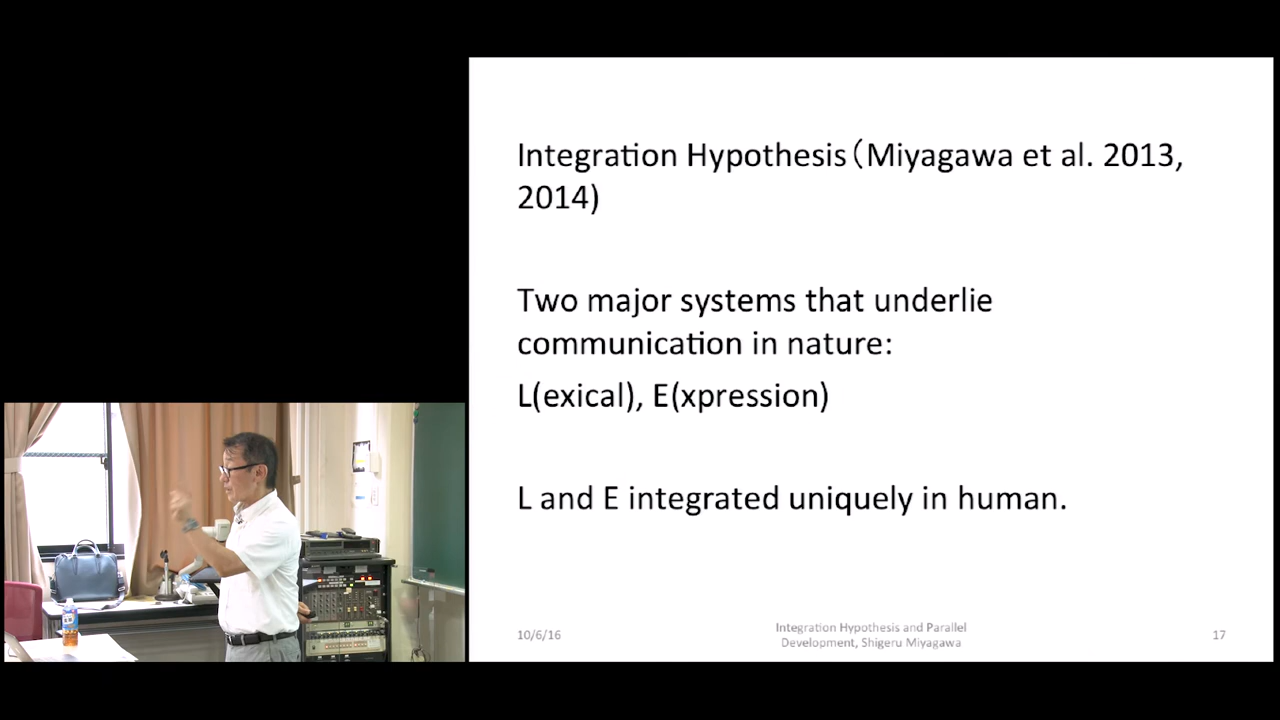 Integration Hypothesis（Miyagawa et al. 2013,
2014)
Two major systems that underlie
communication in nature:
L(exical), E(xpression)
L and E integrated uniquely in human.
10/6/16
Integration Hypothesis and Parallel
Development, Shigeru Miyagawa
17